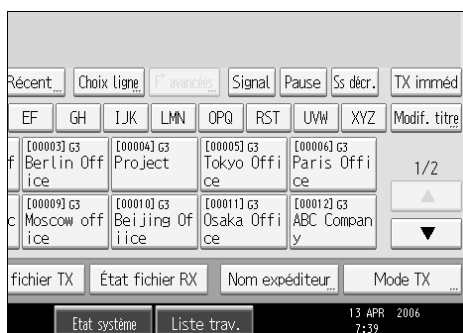 Récent Choix ligne F° avancées Signal Pause Ss décr. TX imméd
EF GH IJK LMN OPQ RST UVW XYZ Modif. titre
[00003] G3 [00004] G3 [00005] G3 [00006] G3
f Berlin Off Project Tokyo Offi Paris Offi 1/2
ice ce ce
[00009] G3 [00010] G3 [00011] G3 [00012] G3
c Moscow off Beijing Of Osaka Offi ABC Compan
ice iice ce y
fichier TX État fichier RX Nom expéditeur Mode TX
Etat système Liste trav. 13 APR 2006
7:39